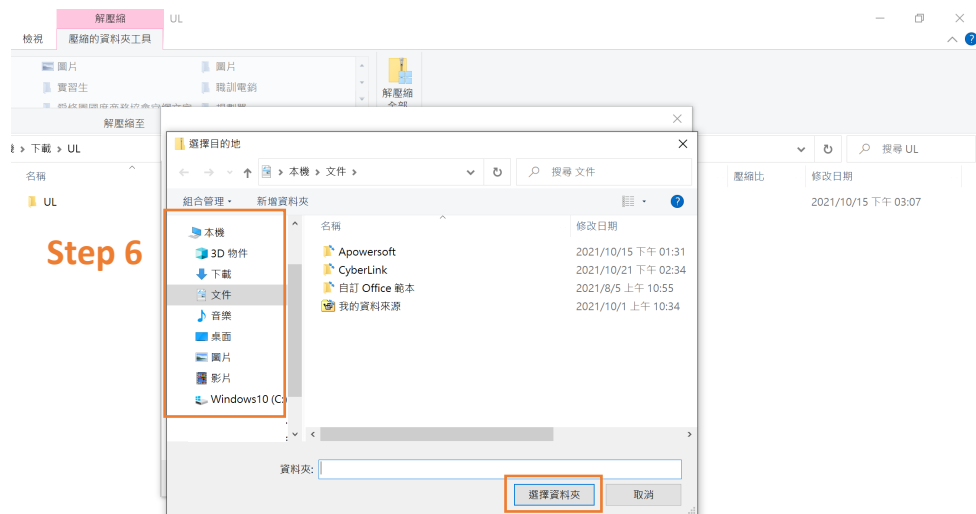 解壓縮
UL
檢視
壓縮的資料夾工具
圖片
圖片
實習生
職訓電銷
解壓縮
解壓縮至
下載 › UL
搜尋 UL
名稱
壓縮比
修改日期
UL
2021/10/15 下午 03:07
Step 6
選擇目的地
本機 › 文件 ›
搜尋 文件
組合管理
新增資料夾
本機
3D 物件
下載
文件
音樂
桌面
圖片
影片
Windows10 (C:
名稱
修改日期
Apowersoft
2021/10/15 下午 01:31
CyberLink
2021/10/21 下午 02:34
自訂 Office 範本
2021/8/5 上午 10:55
我的資料來源
2021/10/1 上午 10:34
資料夾:
選擇資料夾
取消